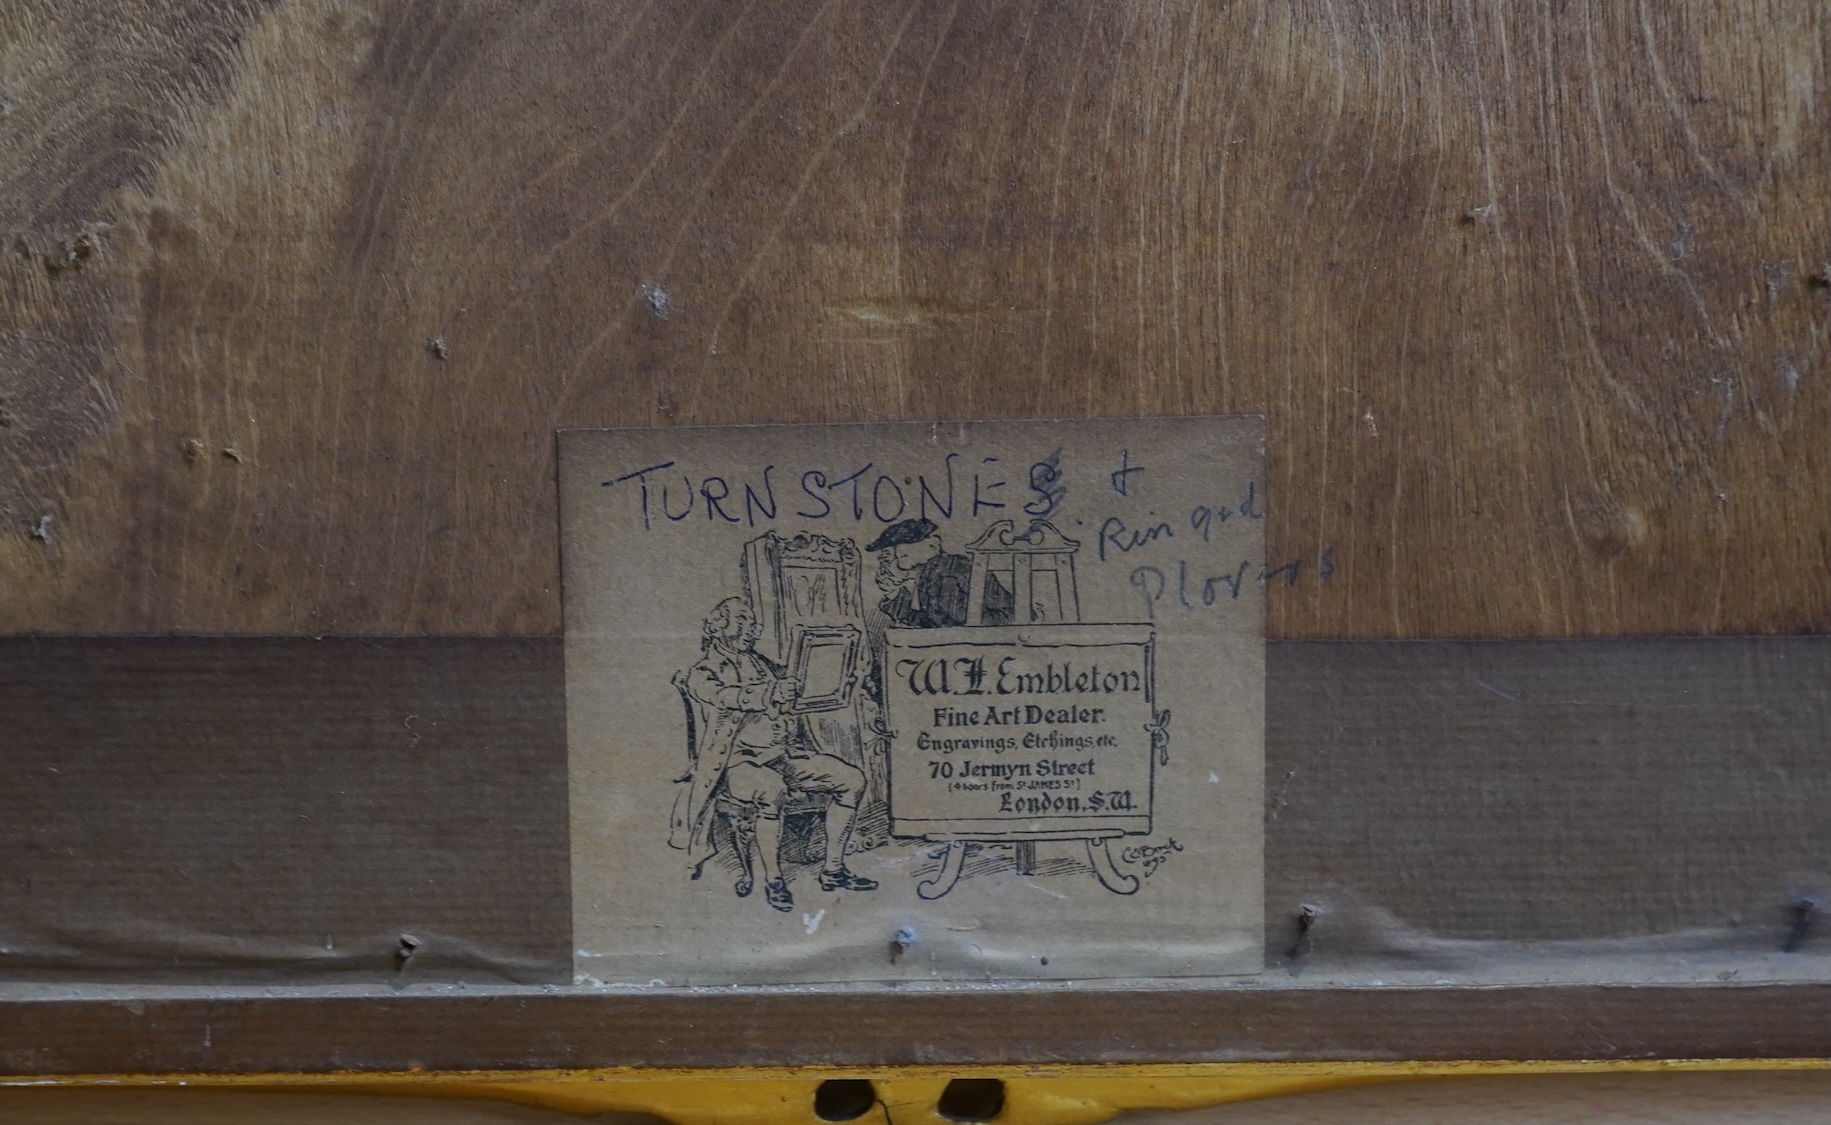 TURNSTONES +
Ringed
Plovers
W.F. Embleton
Fine Art Dealer.
Engravings, Etchings, etc.
70 Jermyn Street
(4 doors from St JAMES St)
London, S.W.